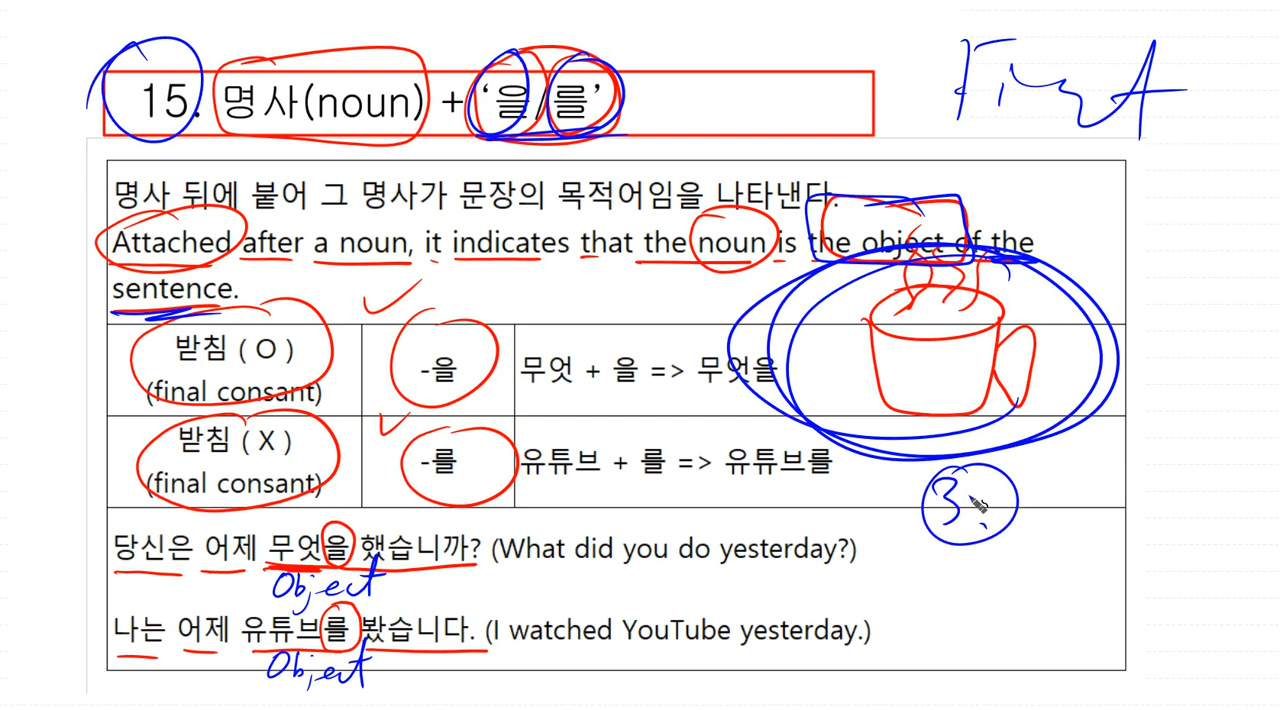 15. 명사(noun) + ‘을/를’
명사 뒤에 붙어 그 명사가 문장의 목적어임을 나타낸다.
Attached after a noun, it indicates that the noun is the object of the
sentence.
받침 ( O )
(final consant)
-을
무엇 + 을 => 무엇을
받침 ( X )
(final consant)
-를
유튜브 + 를 => 유튜브를
3
당신은 어제 무엇을 했습니까? (What did you do yesterday?)
Object
나는 어제 유튜브를 봤습니다. (I watched YouTube yesterday.)
Object